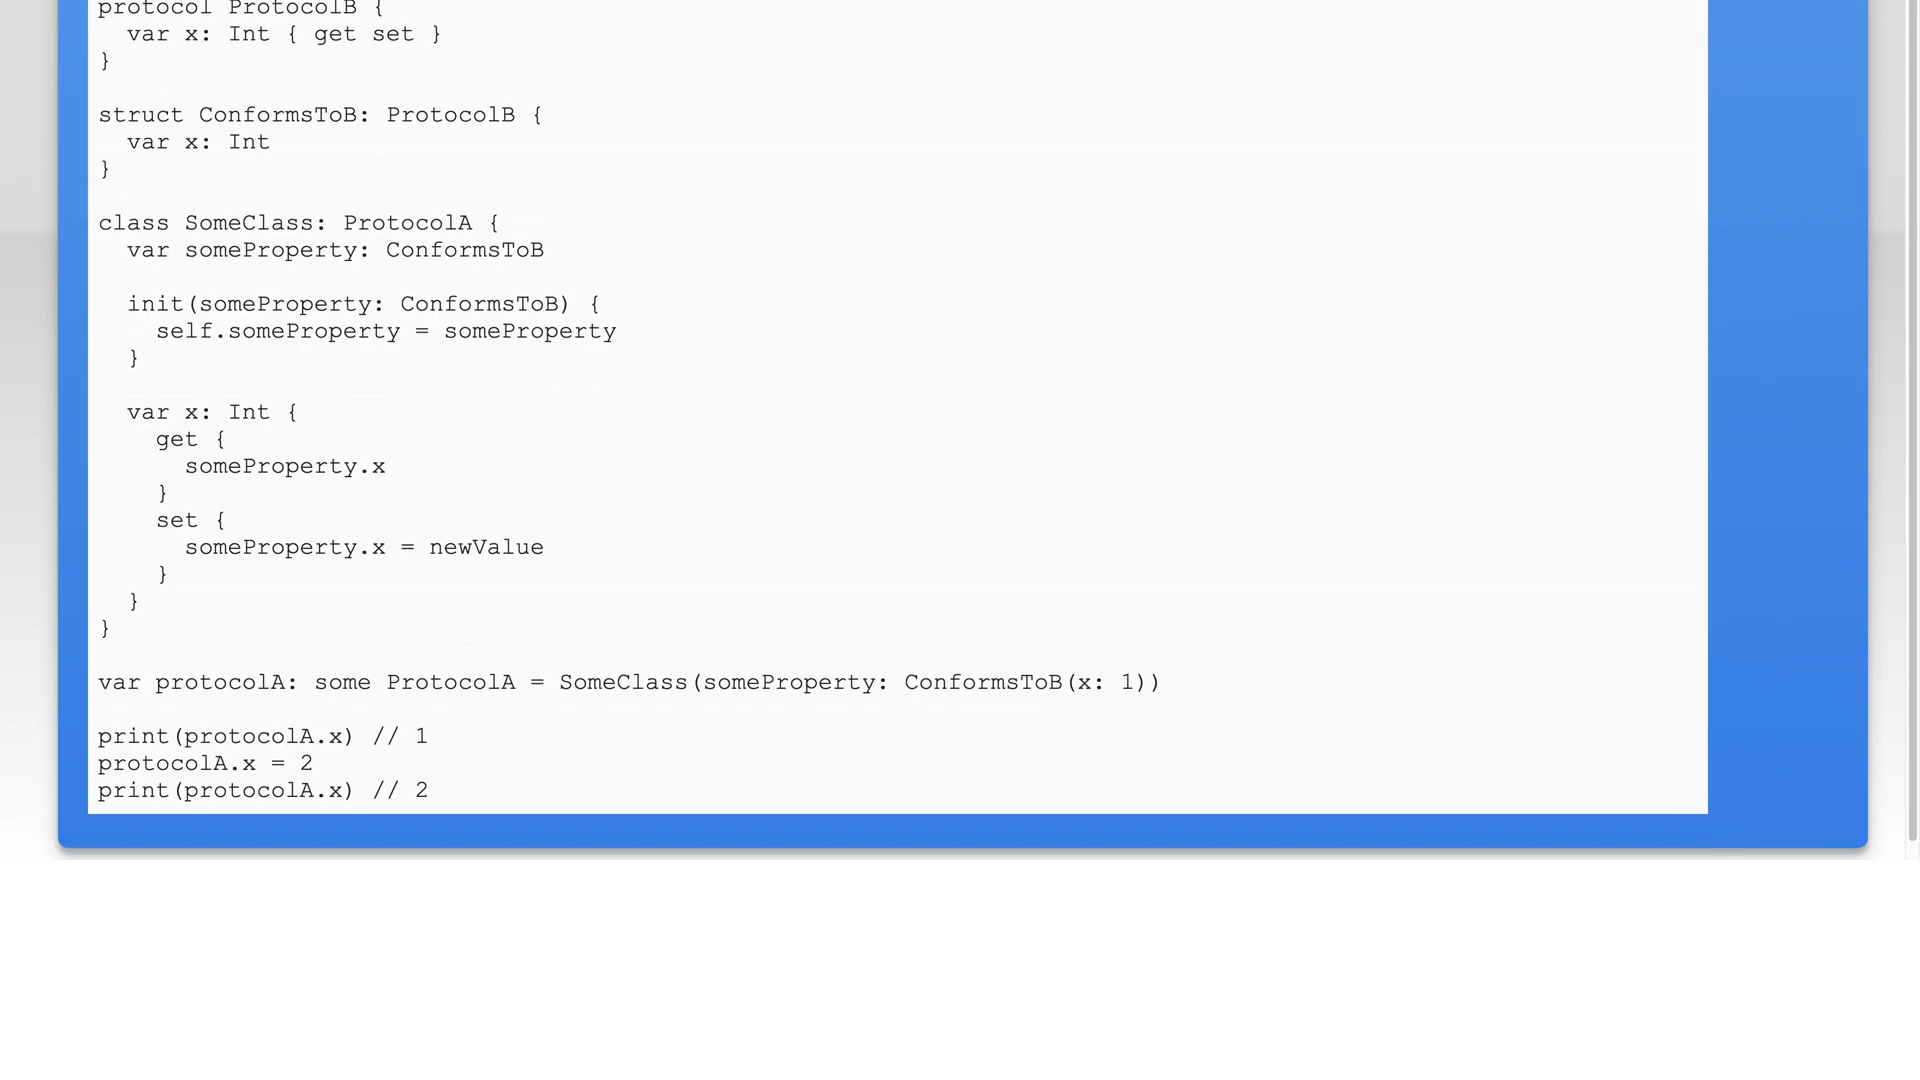 protocol ProtocolB {
  var x: Int { get set }
}

struct ConformsToB: ProtocolB {
  var x: Int
}

class SomeClass: ProtocolA {
  var someProperty: ConformsToB

  init(someProperty: ConformsToB) {
    self.someProperty = someProperty
  }

  var x: Int {
    get {
      someProperty.x
    }
    set {
      someProperty.x = newValue
    }
  }
}

var protocolA: some ProtocolA = SomeClass(someProperty: ConformsToB(x: 1))

print(protocolA.x) // 1
protocolA.x = 2
print(protocolA.x) // 2